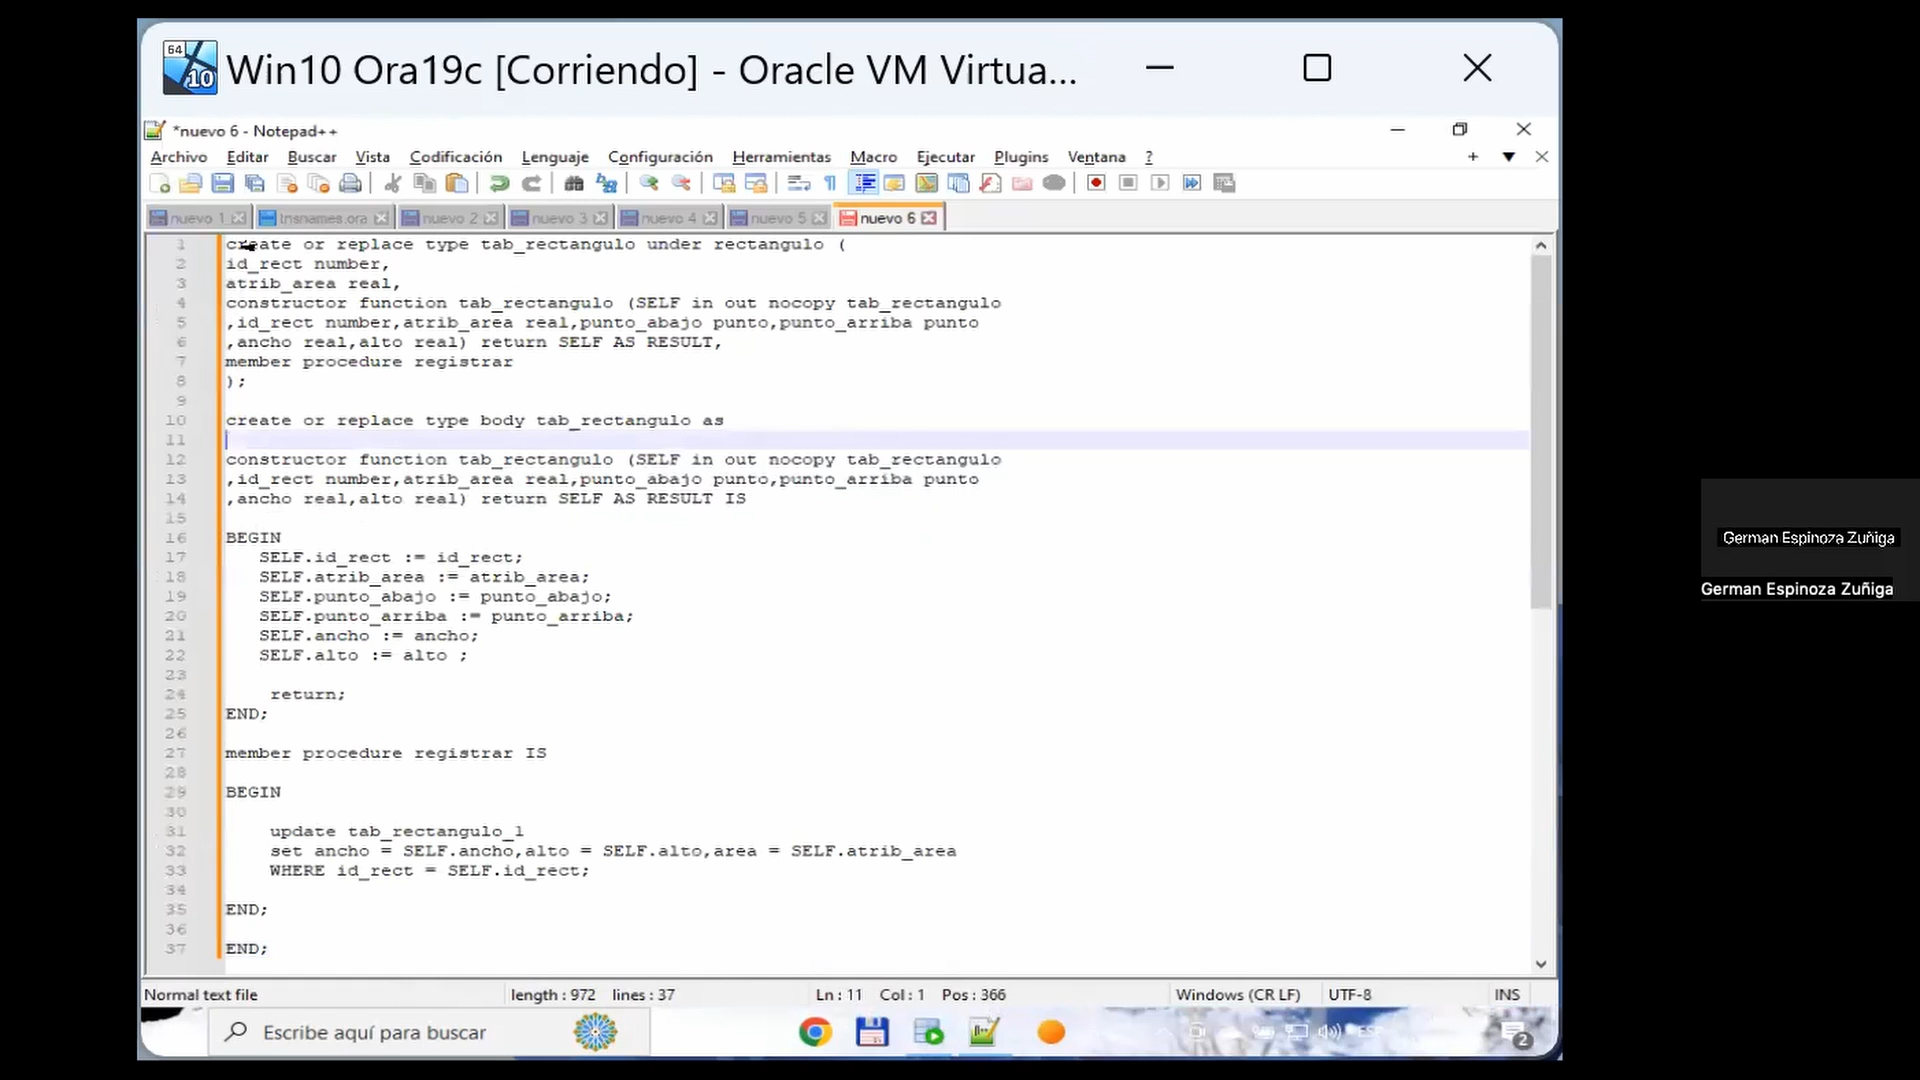 64
10
Win10 Ora19c [Corriendo] - Oracle VM Virtua...
*nuevo 6 - Notepad++
Archivo Editar Buscar Vista Codificación Lenguaje Configuración Herramientas Macro Ejecutar Plugins Ventana ?
nuevo 1 tnsnames.ora nuevo 2 nuevo 3 nuevo 4 nuevo 5 nuevo 6
1 create or replace type tab_rectangulo under rectangulo (
2 id_rect number,
3 atrib_area real,
4 constructor function tab_rectangulo (SELF in out nocopy tab_rectangulo
5 ,id_rect number,atrib_area real,punto_abajo punto,punto_arriba punto
6 ,ancho real,alto real) return SELF AS RESULT,
7 member procedure registrar
8 );
9
10 create or replace type body tab_rectangulo as
11
12 constructor function tab_rectangulo (SELF in out nocopy tab_rectangulo
13 ,id_rect number,atrib_area real,punto_abajo punto,punto_arriba punto
14 ,ancho real,alto real) return SELF AS RESULT IS
15
16 BEGIN
17 SELF.id_rect := id_rect;
18 SELF.atrib_area := atrib_area;
19 SELF.punto_abajo := punto_abajo;
20 SELF.punto_arriba := punto_arriba;
21 SELF.ancho := ancho;
22 SELF.alto := alto ;
23
24 return;
25 END;
26
27 member procedure registrar IS
28
29 BEGIN
30
31 update tab_rectangulo_1
32 set ancho = SELF.ancho,alto = SELF.alto,area = SELF.atrib_area
33 WHERE id_rect = SELF.id_rect;
34
35 END;
36
37 END;
Normal text file length : 972 lines : 37 Ln : 11 Col : 1 Pos : 366 Windows (CR LF) UTF-8 INS
Escribe aquí para buscar ESP 2
German Espinoza Zuñiga
German Espinoza Zuñiga